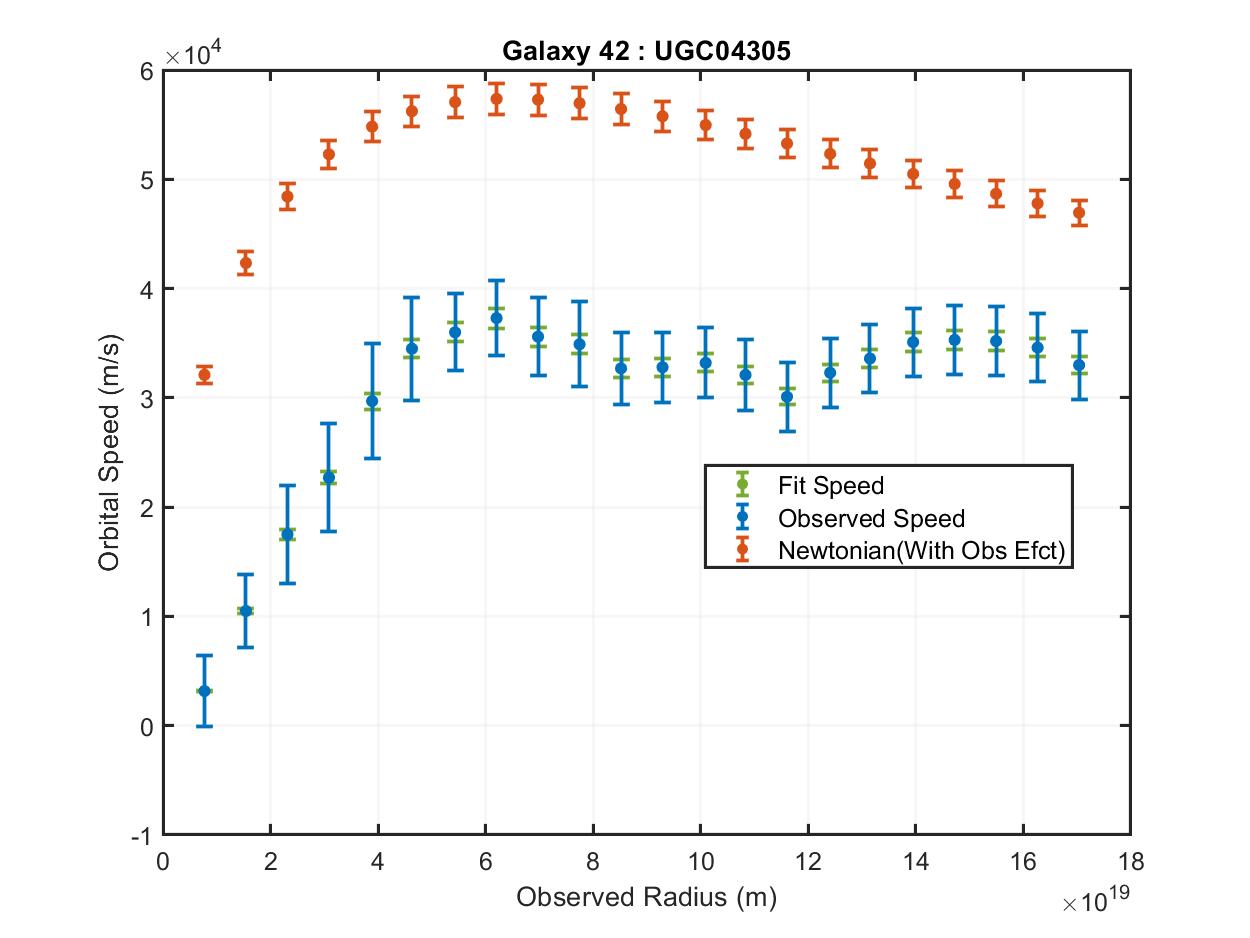 Galaxy 42 : UGC04305
×10^4
6
5
4
3
2
1
0
-1
Orbital Speed (m/s)
Fit Speed
Observed Speed
Newtonian(With Obs Efct)
0 2 4 6 8 10 12 14 16 18
Observed Radius (m)
×10^19